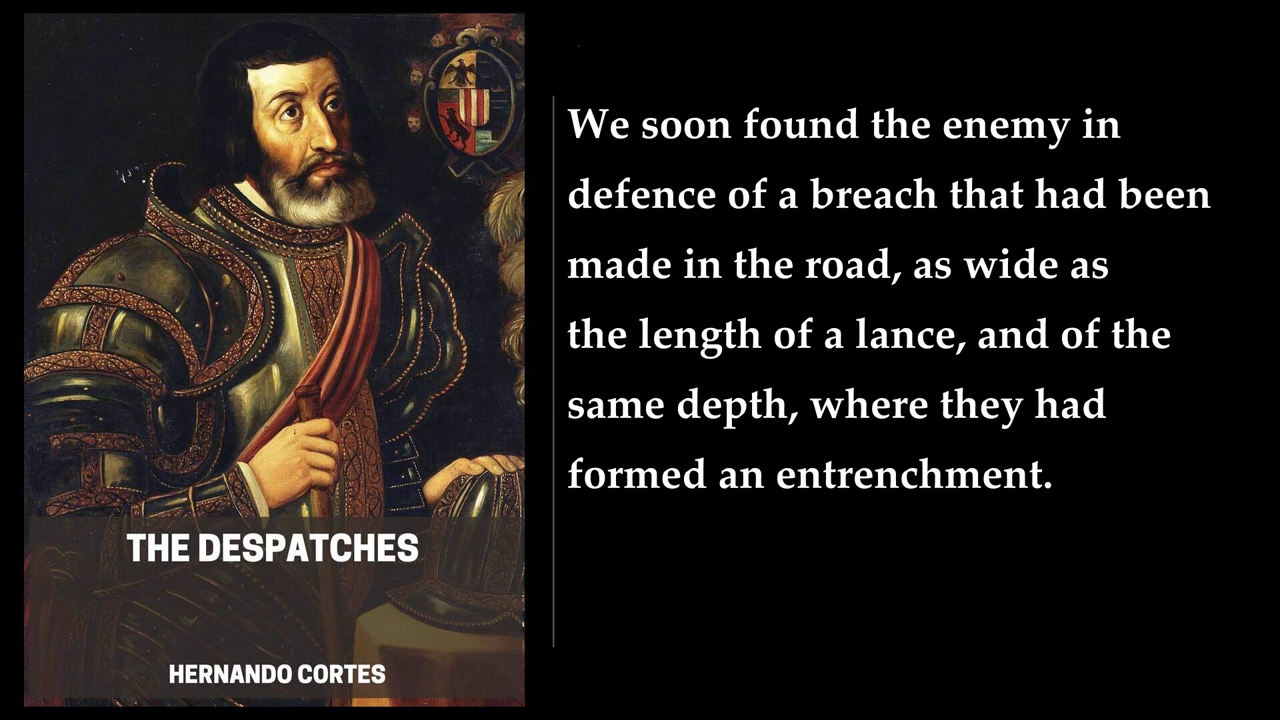 THE DESPATCHES
HERNANDO CORTES
We soon found the enemy in
defence of a breach that had been
made in the road, as wide as
the length of a lance, and of the
same depth, where they had
formed an entrenchment.